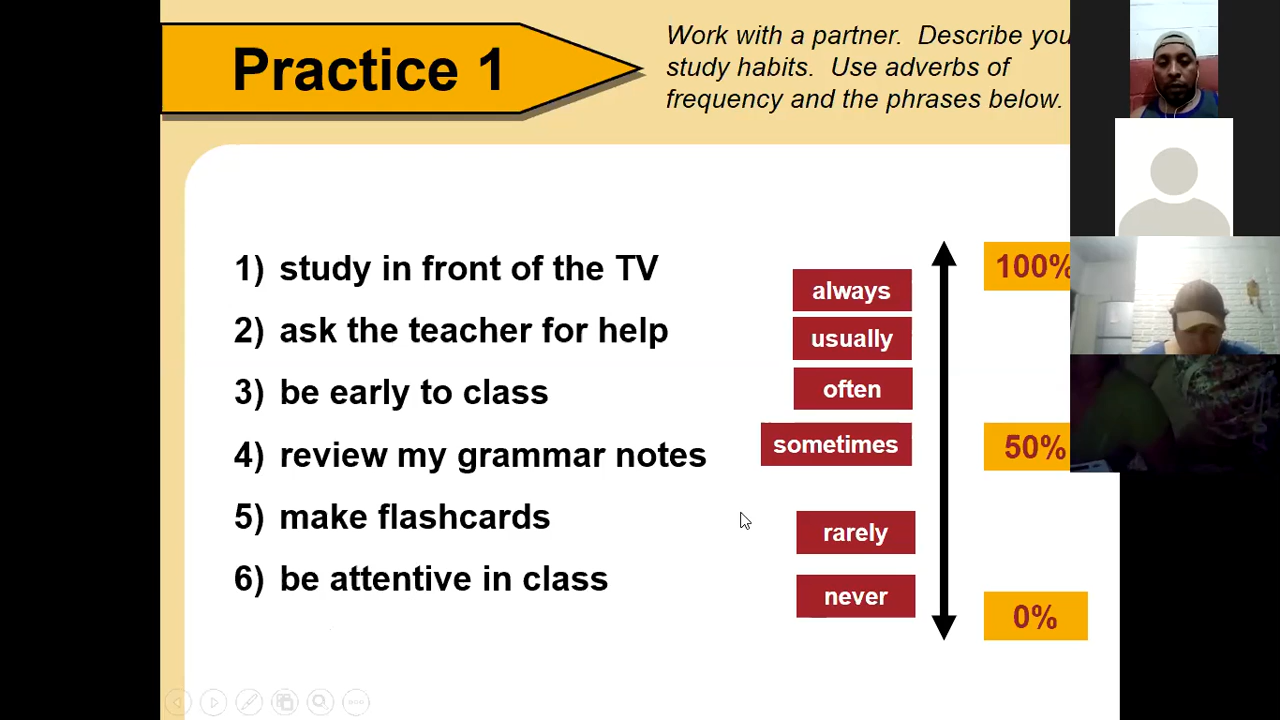 Practice 1
Work with a partner. Describe you
study habits. Use adverbs of
frequency and the phrases below.
1) study in front of the TV
2) ask the teacher for help
3) be early to class
4) review my grammar notes
5) make flashcards
6) be attentive in class
always
usually
often
sometimes
rarely
never
100%
50%
0%